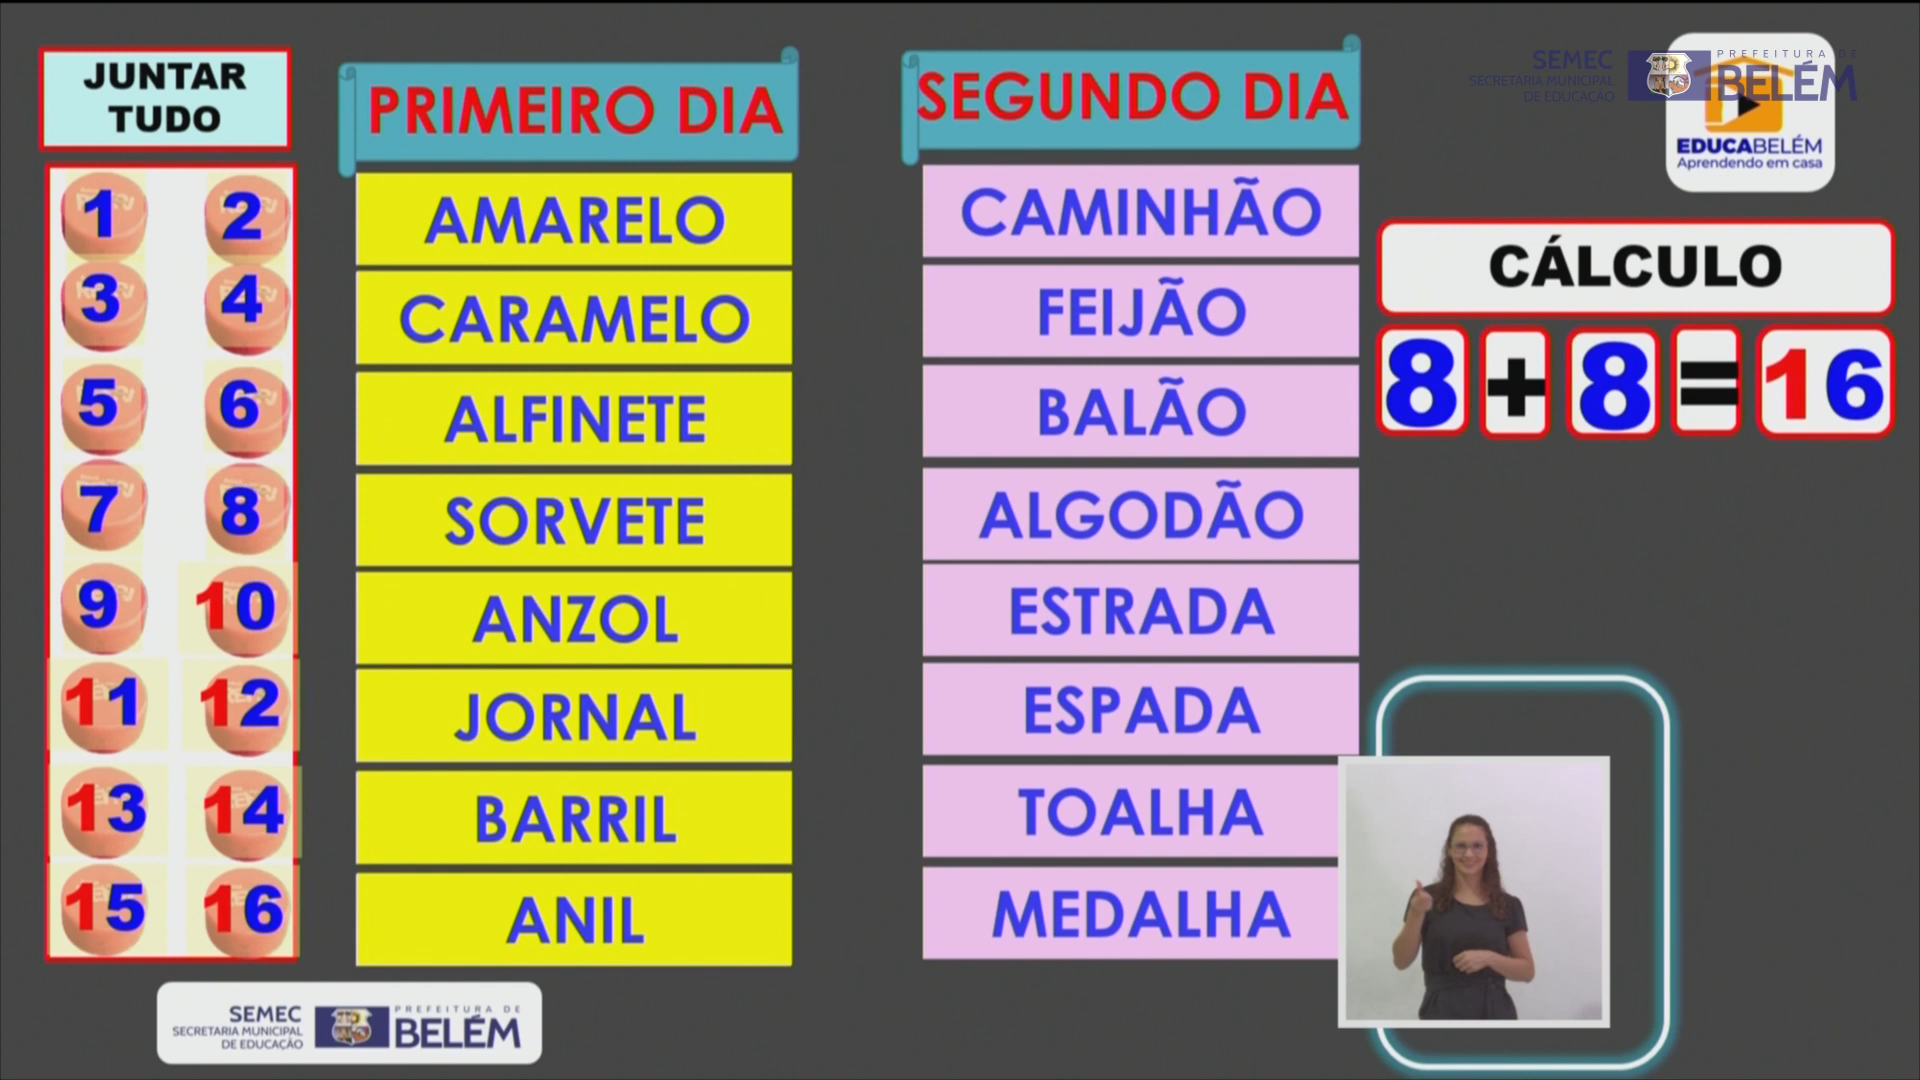 JUNTAR
TUDO
1 2
3 4
5 6
7 8
9 10
11 12
13 14
15 16
PRIMEIRO DIA
AMARELO
CARAMELO
ALFINETE
SORVETE
ANZOL
JORNAL
BARRIL
ANIL
SEGUNDO DIA
CAMINHÃO
FEIJÃO
BALÃO
ALGODÃO
ESTRADA
ESPADA
TOALHA
MEDALHA
SEMEC
SECRETARIA MUNICIPAL
DE EDUCAÇÃO
PREFEITURA DE
BELÉM
EDUCABELÉM
Aprendendo em casa
CÁLCULO
8 + 8 = 16
SEMEC
SECRETARIA MUNICIPAL
DE EDUCAÇÃO
PREFEITURA DE
BELÉM